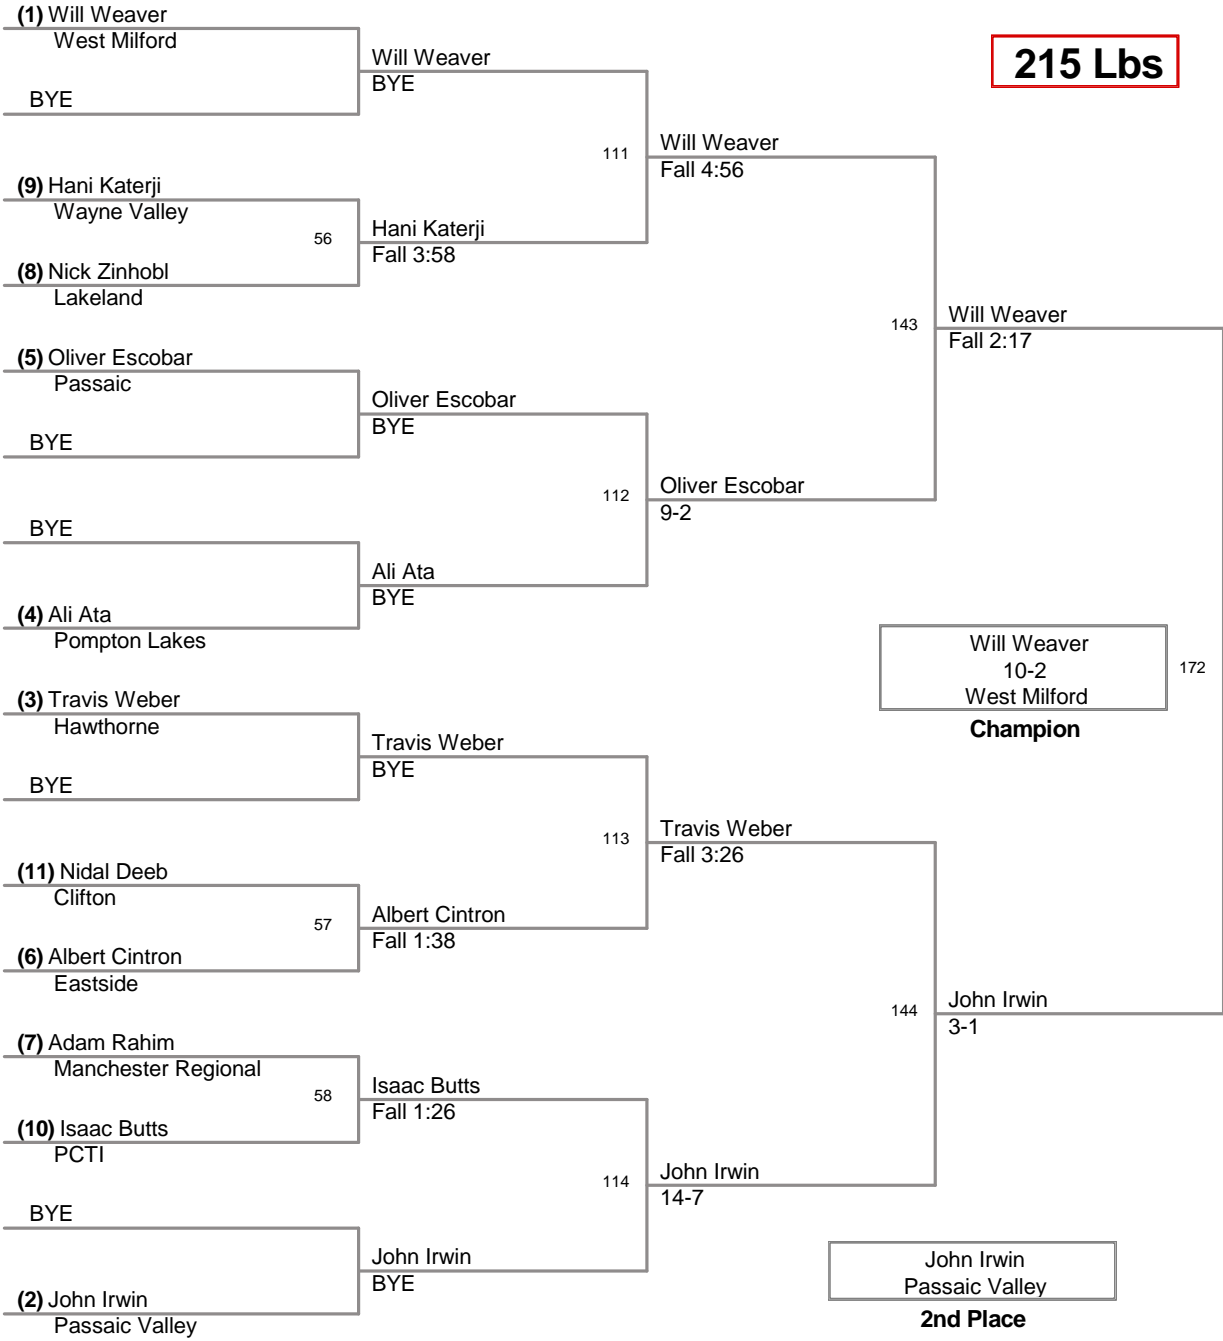 215 Lbs
(1) Will Weaver
West Milford
BYE
(9) Hani Katerji
Wayne Valley
56
(8) Nick Zinhobl
Lakeland
(5) Oliver Escobar
Passaic
BYE
BYE
(4) Ali Ata
Pompton Lakes
(3) Travis Weber
Hawthorne
BYE
(11) Nidal Deeb
Clifton
57
(6) Albert Cintron
Eastside
(7) Adam Rahim
Manchester Regional
58
(10) Isaac Butts
PCTI
BYE
(2) John Irwin
Passaic Valley
Will Weaver
BYE
111
Hani Katerji
Fall 3:58
Oliver Escobar
BYE
112
Ali Ata
BYE
Travis Weber
BYE
113
Albert Cintron
Fall 1:38
Isaac Butts
Fall 1:26
114
John Irwin
BYE
Will Weaver
Fall 4:56
143
Oliver Escobar
9-2
Travis Weber
Fall 3:26
144
John Irwin
14-7
Will Weaver
Fall 2:17
172
John Irwin
3-1
Will Weaver
10-2
West Milford
Champion
John Irwin
Passaic Valley
2nd Place